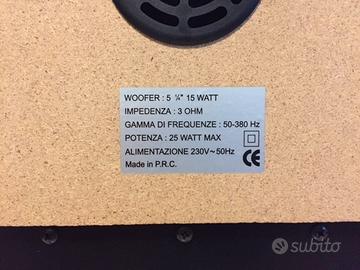 WOOFER : 5 ¼" 15 WATT
IMPEDENZA : 3 OHM
GAMMA DI FREQUENZE : 50-380 Hz
POTENZA : 25 WATT MAX
ALIMENTAZIONE 230V~50Hz
Made in P.R.C.
CE
subito